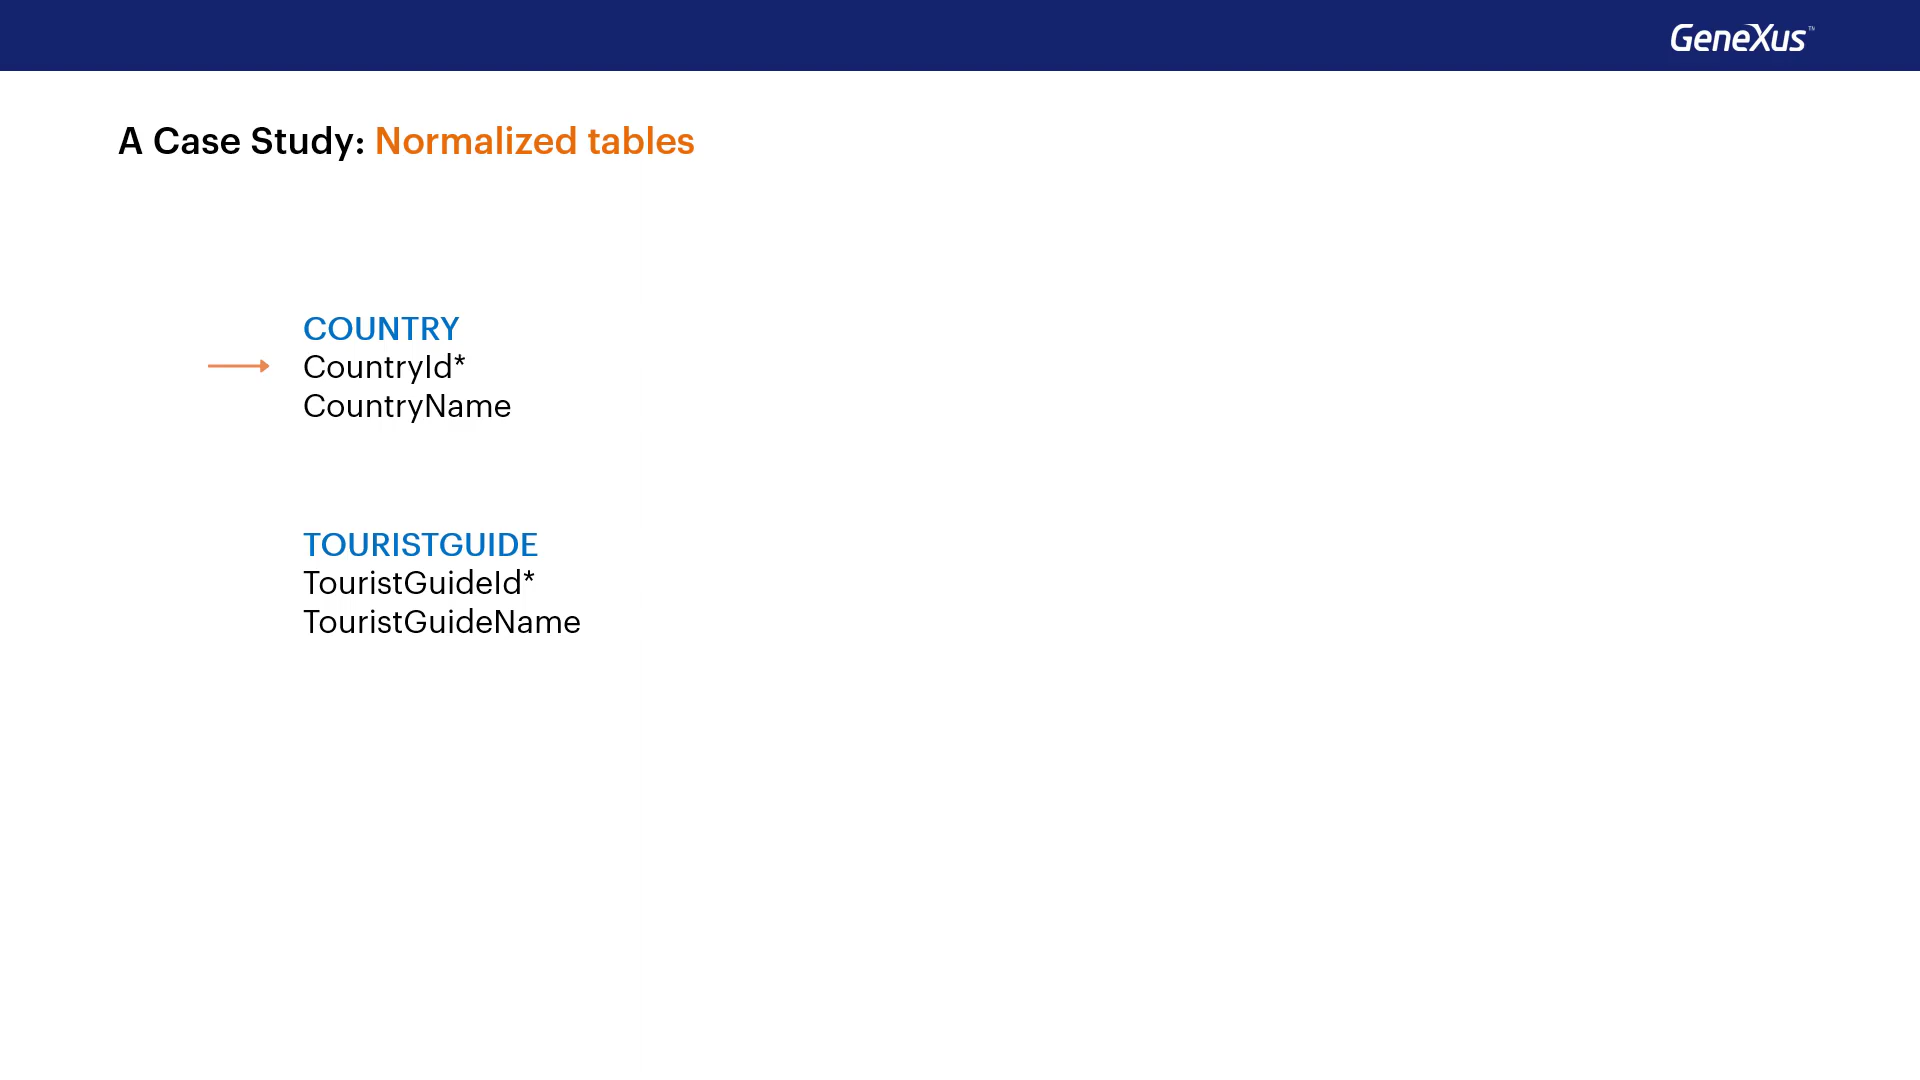 GeneXus™
A Case Study: Normalized tables
COUNTRY
CountryId*
CountryName
TOURISTGUIDE
TouristGuideId*
TouristGuideName